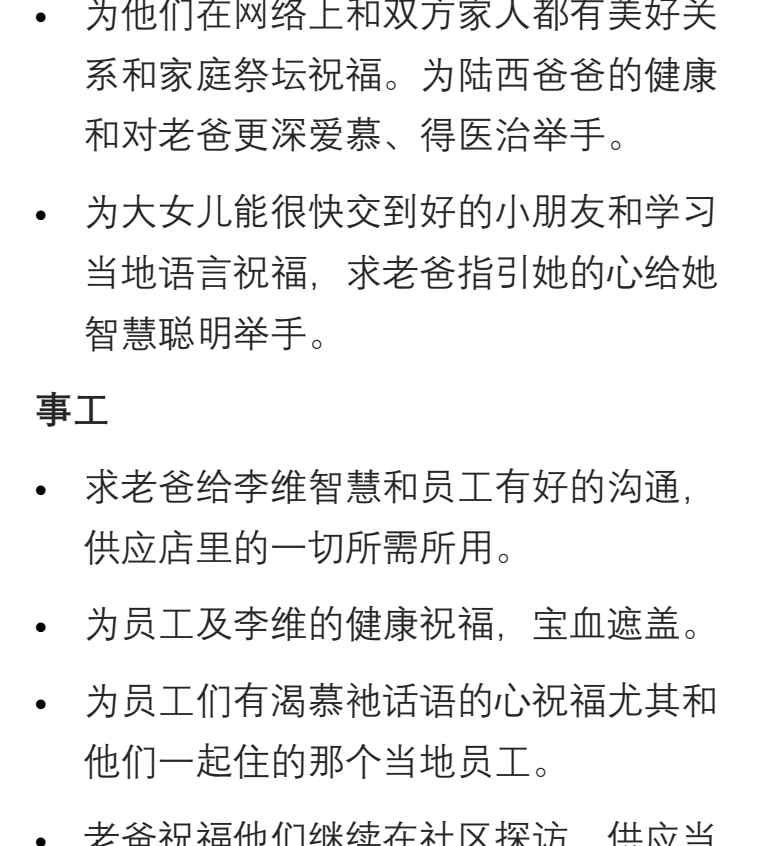 • 为他们在网络上和双方家人都有美好关
系和家庭祭坛祝福。为陆西爸爸的健康
和对老爸更深爱慕、得医治举手。
• 为大女儿能很快交到好的小朋友和学习
当地语言祝福，求老爸指引她的心给她
智慧聪明举手。
事工
• 求老爸给李维智慧和员工有好的沟通，
供应店里的一切所需所用。
• 为员工及李维的健康祝福，宝血遮盖。
• 为员工们有渴慕祂话语的心祝福尤其和
他们一起住的那个当地员工。
• 老爸祝福他们继续在社区探访，供应当